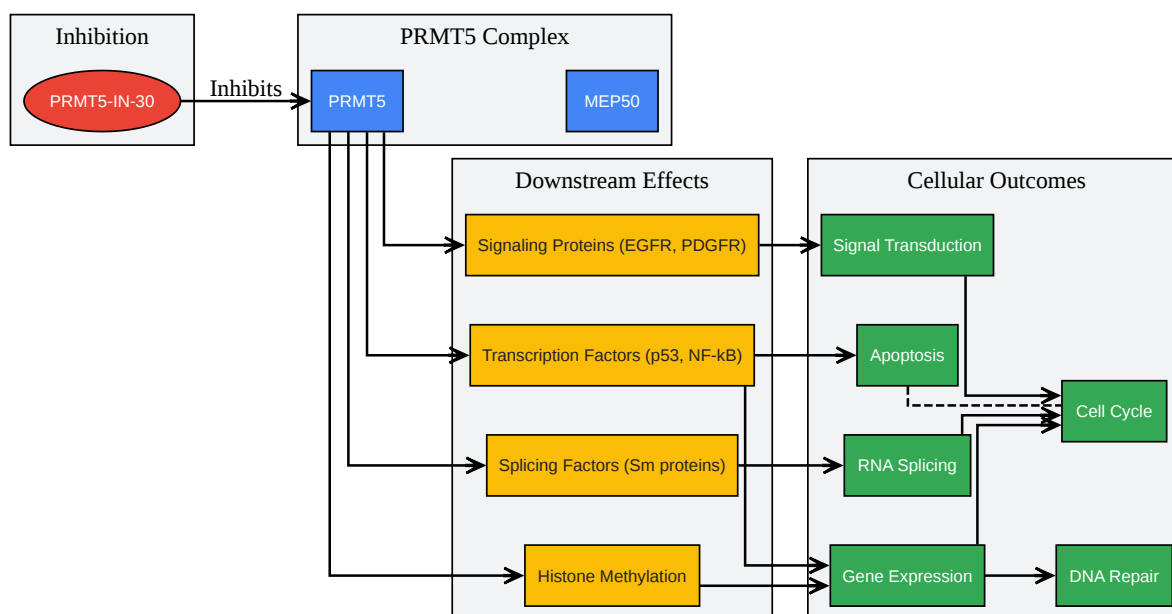 Inhibition
PRMT5 Complex
PRMT5-IN-30
Inhibits
PRMT5
MEP50
Downstream Effects
Cellular Outcomes
Signaling Proteins (EGFR, PDGFR)
Signal Transduction
Transcription Factors (p53, NF-kB)
Apoptosis
Cell Cycle
Splicing Factors (Sm proteins)
RNA Splicing
Histone Methylation
Gene Expression
DNA Repair